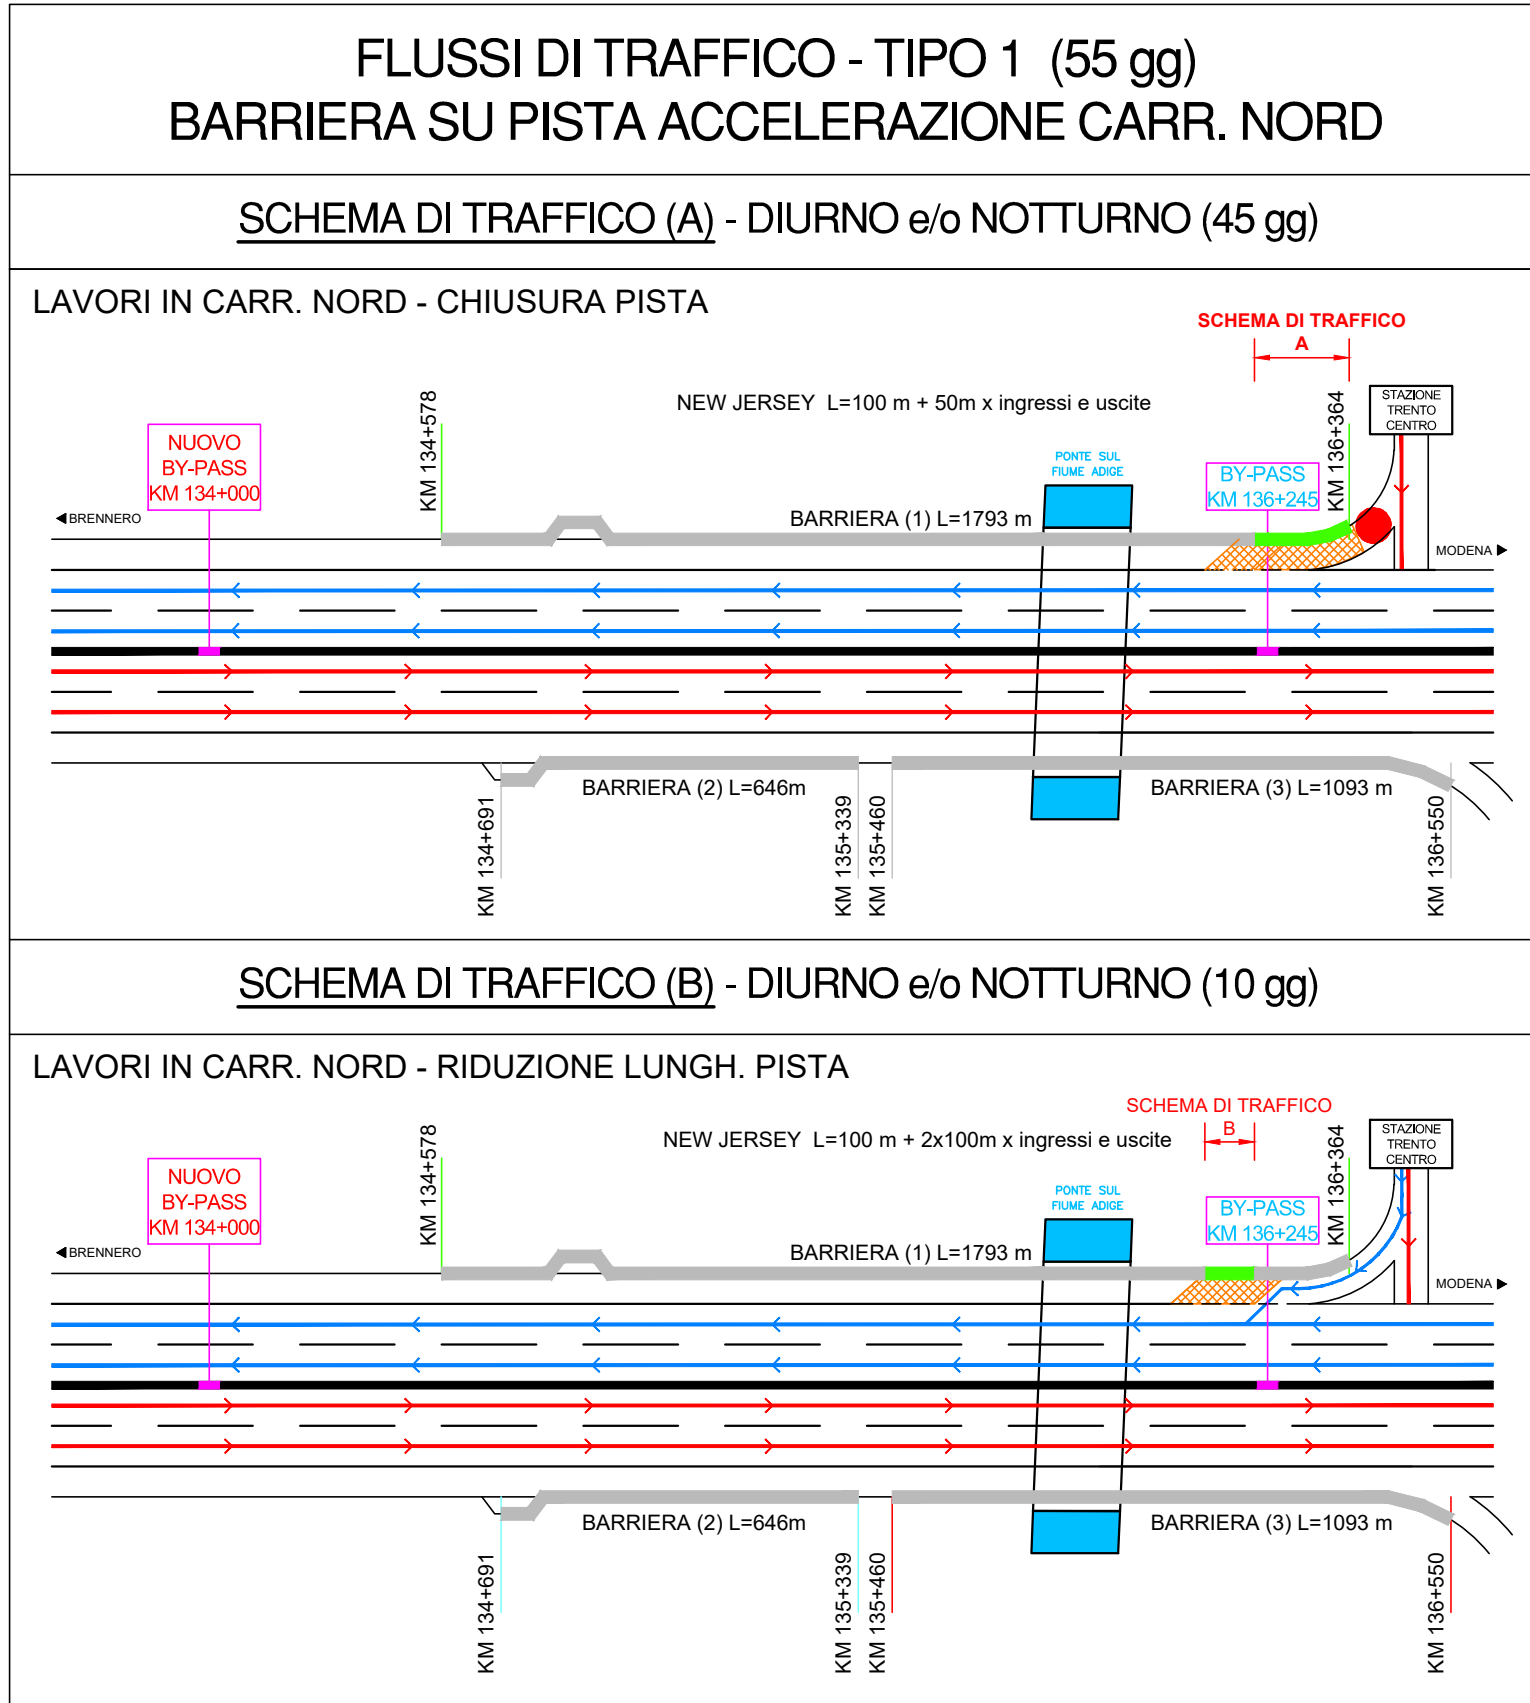 FLUSSI DI TRAFFICO - TIPO 1 (55 gg)
BARRIERA SU PISTA ACCELERAZIONE CARR. NORD
SCHEMA DI TRAFFICO (A) - DIURNO e/o NOTTURNO (45 gg)
LAVORI IN CARR. NORD - CHIUSURA PISTA
SCHEMA DI TRAFFICO
A
NEW JERSEY L=100 m + 50m x ingressi e uscite
STAZIONE
TRENTO
CENTRO
KM 134+578
KM 136+364
NUOVO
BY-PASS
KM 134+000
PONTE SUL
FIUME ADIGE
BY-PASS
KM 136+245
BRENNERO
BARRIERA (1) L=1793 m
MODENA
BARRIERA (2) L=646m
BARRIERA (3) L=1093 m
KM 134+691
KM 135+339
KM 135+460
KM 136+550
SCHEMA DI TRAFFICO (B) - DIURNO e/o NOTTURNO (10 gg)
LAVORI IN CARR. NORD - RIDUZIONE LUNGH. PISTA
SCHEMA DI TRAFFICO
B
NEW JERSEY L=100 m + 2x100m x ingressi e uscite
STAZIONE
TRENTO
CENTRO
KM 134+578
KM 136+364
NUOVO
BY-PASS
KM 134+000
PONTE SUL
FIUME ADIGE
BY-PASS
KM 136+245
BRENNERO
BARRIERA (1) L=1793 m
MODENA
BARRIERA (2) L=646m
BARRIERA (3) L=1093 m
KM 134+691
KM 135+339
KM 135+460
KM 136+550